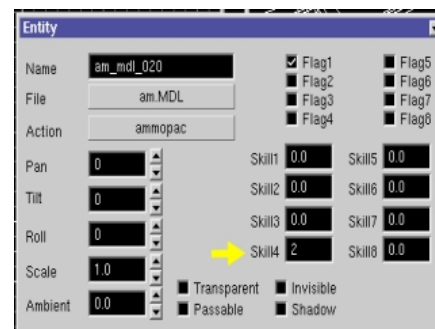 Entity
Name am_mdl_020
File am.MDL
Action ammopac
Pan 0
Tilt 0
Roll 0
Scale 1.0
Ambient 0.0
Flag1 Flag5
Flag2 Flag6
Flag3 Flag7
Flag4 Flag8
Skill1 0.0 Skill5 0.0
Skill2 0.0 Skill6 0.0
Skill3 0.0 Skill7 0.0
Skill4 2 Skill8 0.0
Transparent Invisible
Passable Shadow